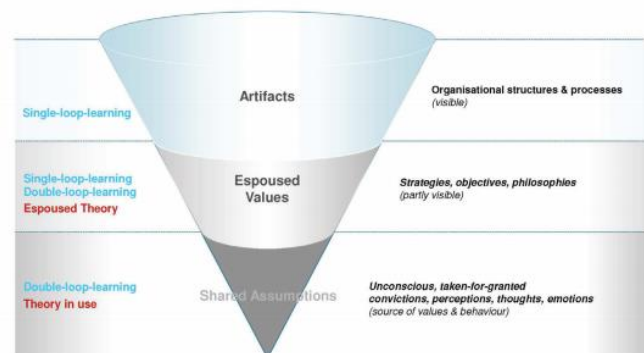 Artifacts
Organisational structures & processes
(visible)
Single-loop-learning
Single-loop-learning
Double-loop-learning
Espoused Theory
Espoused
Values
Strategies, objectives, philosophies
(partly visible)
Double-loop-learning
Theory in use
Shared Assumptions
Unconscious, taken-for-granted
convictions, perceptions, thoughts, emotions
(source of values & behaviour)